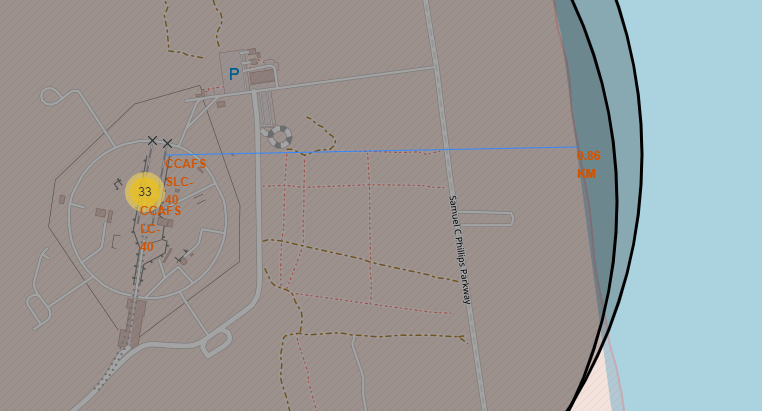 P
CCAFS
SLC-
40
33
CCAFS
LC-
40
0.86
KM
Samuel C Phillips Parkway